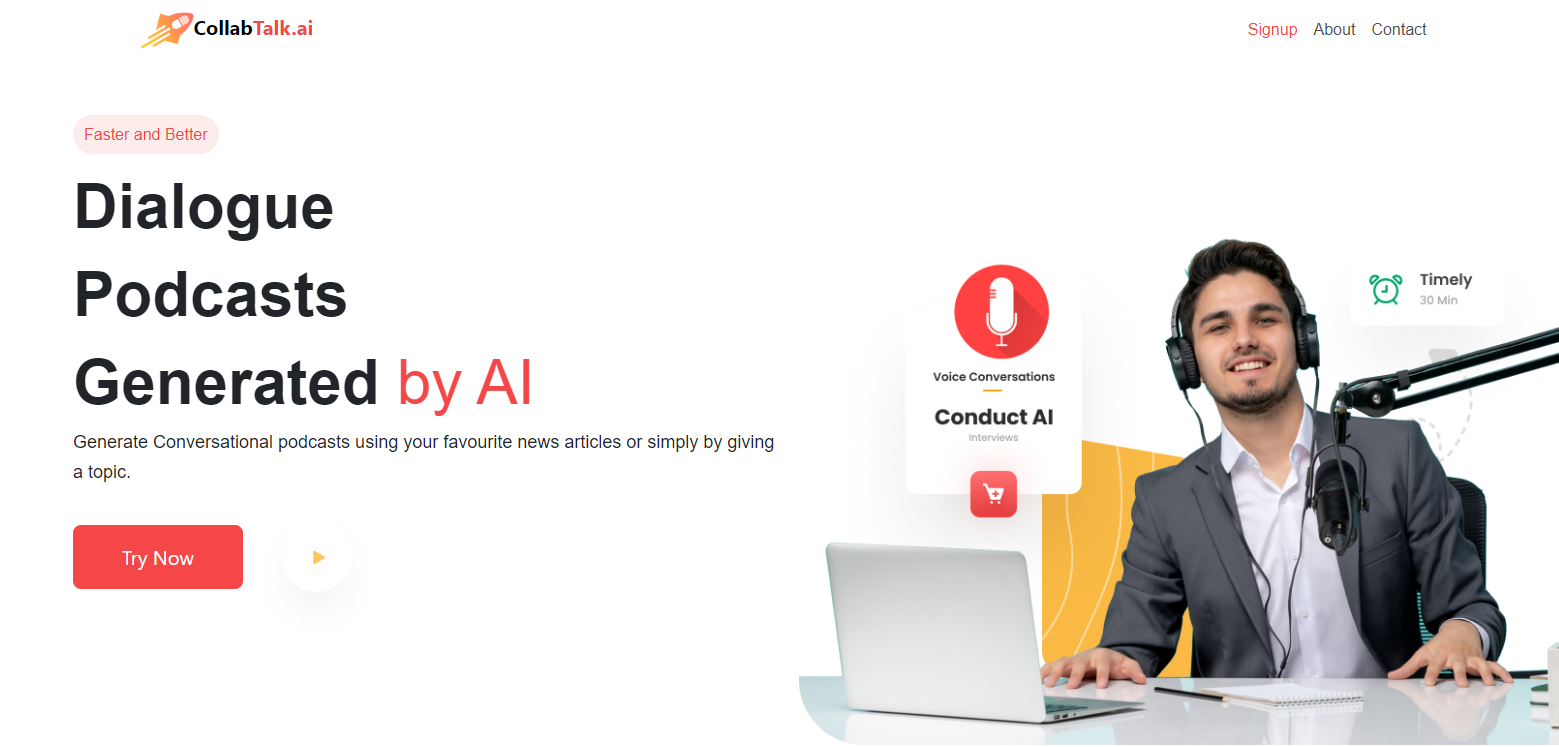 CollabTalk.ai
Signup About Contact
Faster and Better
Dialogue
Podcasts
Generated by AI
Generate Conversational podcasts using your favourite news articles or simply by giving
a topic.
Try Now
Voice Conversations
Conduct AI
Interviews
Timely
30 Min